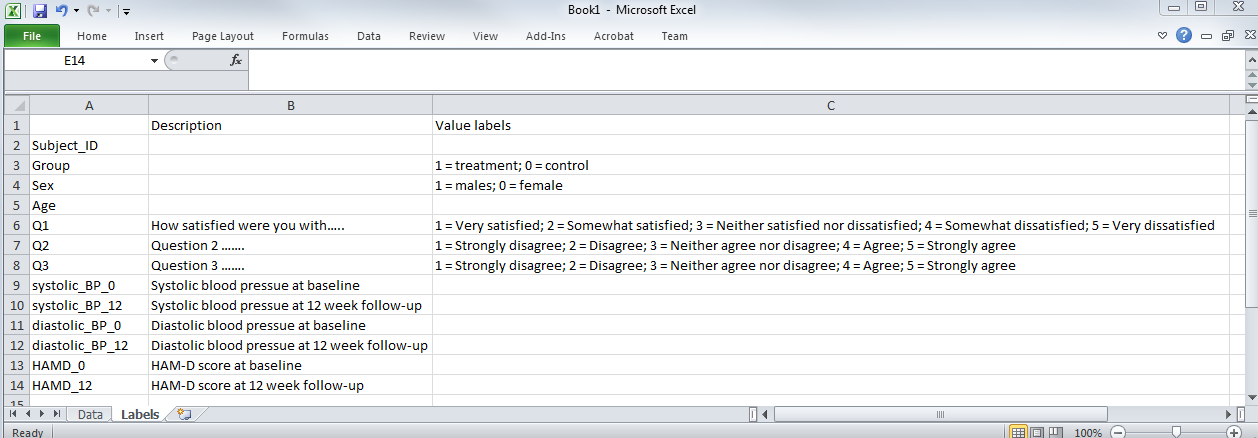 Book1 - Microsoft Excel
File Home Insert Page Layout Formulas Data Review View Add-Ins Acrobat Team
E14 fx
A B C
1 Description Value labels
2 Subject_ID
3 Group 1 = treatment; 0 = control
4 Sex 1 = males; 0 = female
5 Age
6 Q1 How satisfied were you with..... 1 = Very satisfied; 2 = Somewhat satisfied; 3 = Neither satisfied nor dissatisfied; 4 = Somewhat dissatisfied; 5 = Very dissatisfied
7 Q2 Question 2 ....... 1 = Strongly disagree; 2 = Disagree; 3 = Neither agree nor disagree; 4 = Agree; 5 = Strongly agree
8 Q3 Question 3 ....... 1 = Strongly disagree; 2 = Disagree; 3 = Neither agree nor disagree; 4 = Agree; 5 = Strongly agree
9 systolic_BP_0 Systolic blood pressue at baseline
10 systolic_BP_12 Systolic blood pressue at 12 week follow-up
11 diastolic_BP_0 Diastolic blood pressue at baseline
12 diastolic_BP_12 Diastolic blood pressue at 12 week follow-up
13 HAMD_0 HAM-D score at baseline
14 HAMD_12 HAM-D score at 12 week follow-up
15
Data Labels
Ready 100%